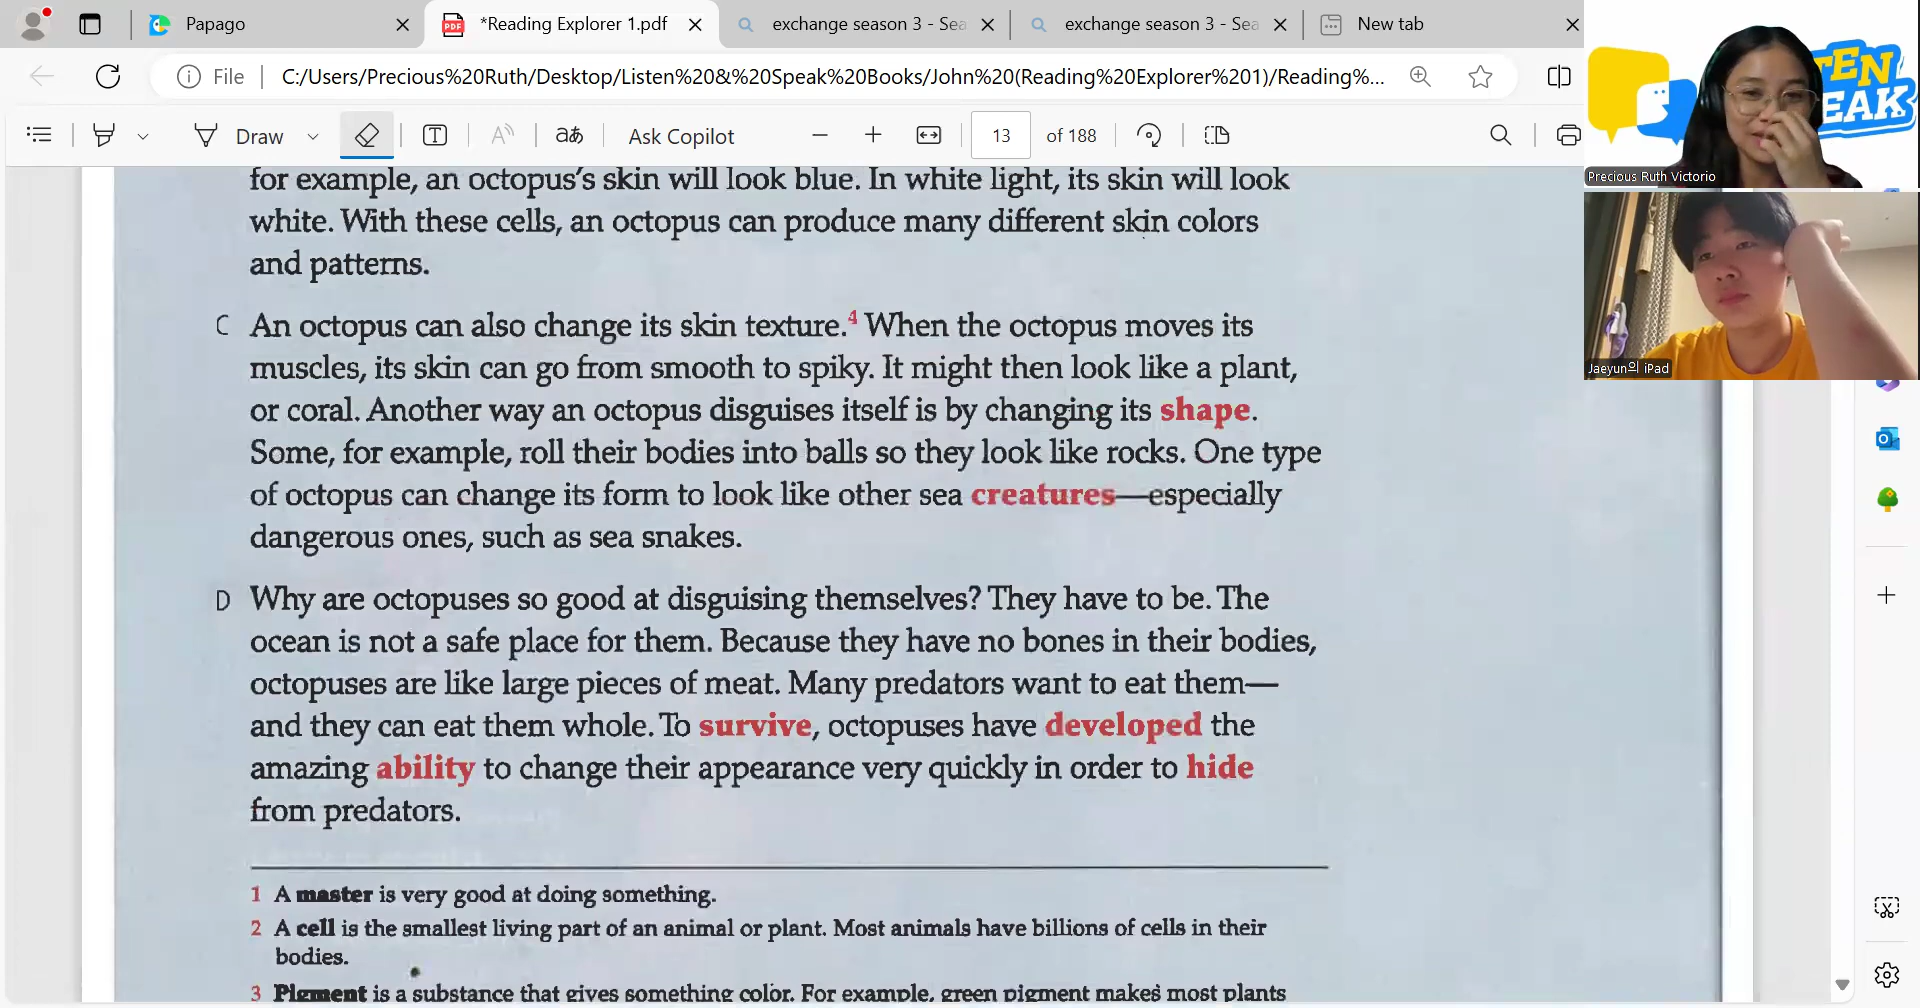 Papago
*Reading Explorer 1.pdf
exchange season 3 - Sea
exchange season 3 - Sea
New tab
File
C:/Users/Precious%20Ruth/Desktop/Listen%20&%20Speak%20Books/John%20(Reading%20Explorer%201)/Reading%...
Draw
Ask Copilot
13
of 188
TEN
PEAK
Precious Ruth Victorio
Jaeyun의 iPad
for example, an octopus's skin will look blue. In white light, its skin will look
white. With these cells, an octopus can produce many different skin colors
and patterns.
C An octopus can also change its skin texture.4 When the octopus moves its
muscles, its skin can go from smooth to spiky. It might then look like a plant,
or coral. Another way an octopus disguises itself is by changing its shape.
Some, for example, roll their bodies into balls so they look like rocks. One type
of octopus can change its form to look like other sea creatures—especially
dangerous ones, such as sea snakes.
D Why are octopuses so good at disguising themselves? They have to be. The
ocean is not a safe place for them. Because they have no bones in their bodies,
octopuses are like large pieces of meat. Many predators want to eat them—
and they can eat them whole. To survive, octopuses have developed the
amazing ability to change their appearance very quickly in order to hide
from predators.
1 A master is very good at doing something.
2 A cell is the smallest living part of an animal or plant. Most animals have billions of cells in their
bodies.
3 Pigment is a substance that gives something color. For example, green pigment makes most plants